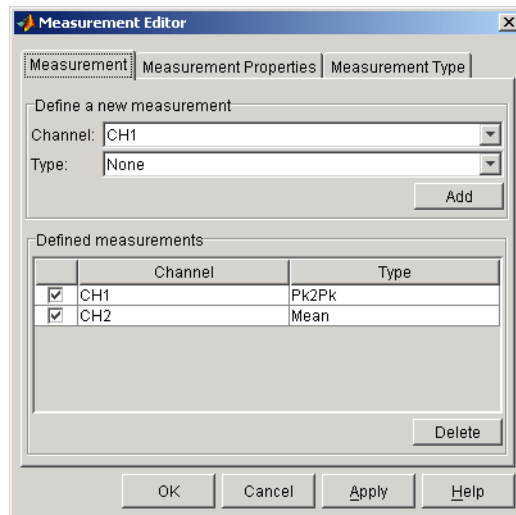 Measurement Editor
Measurement Measurement Properties Measurement Type
Define a new measurement
Channel: CH1
Type: None
Add
Defined measurements
Channel Type
CH1 Pk2Pk
CH2 Mean
Delete
OK Cancel Apply Help